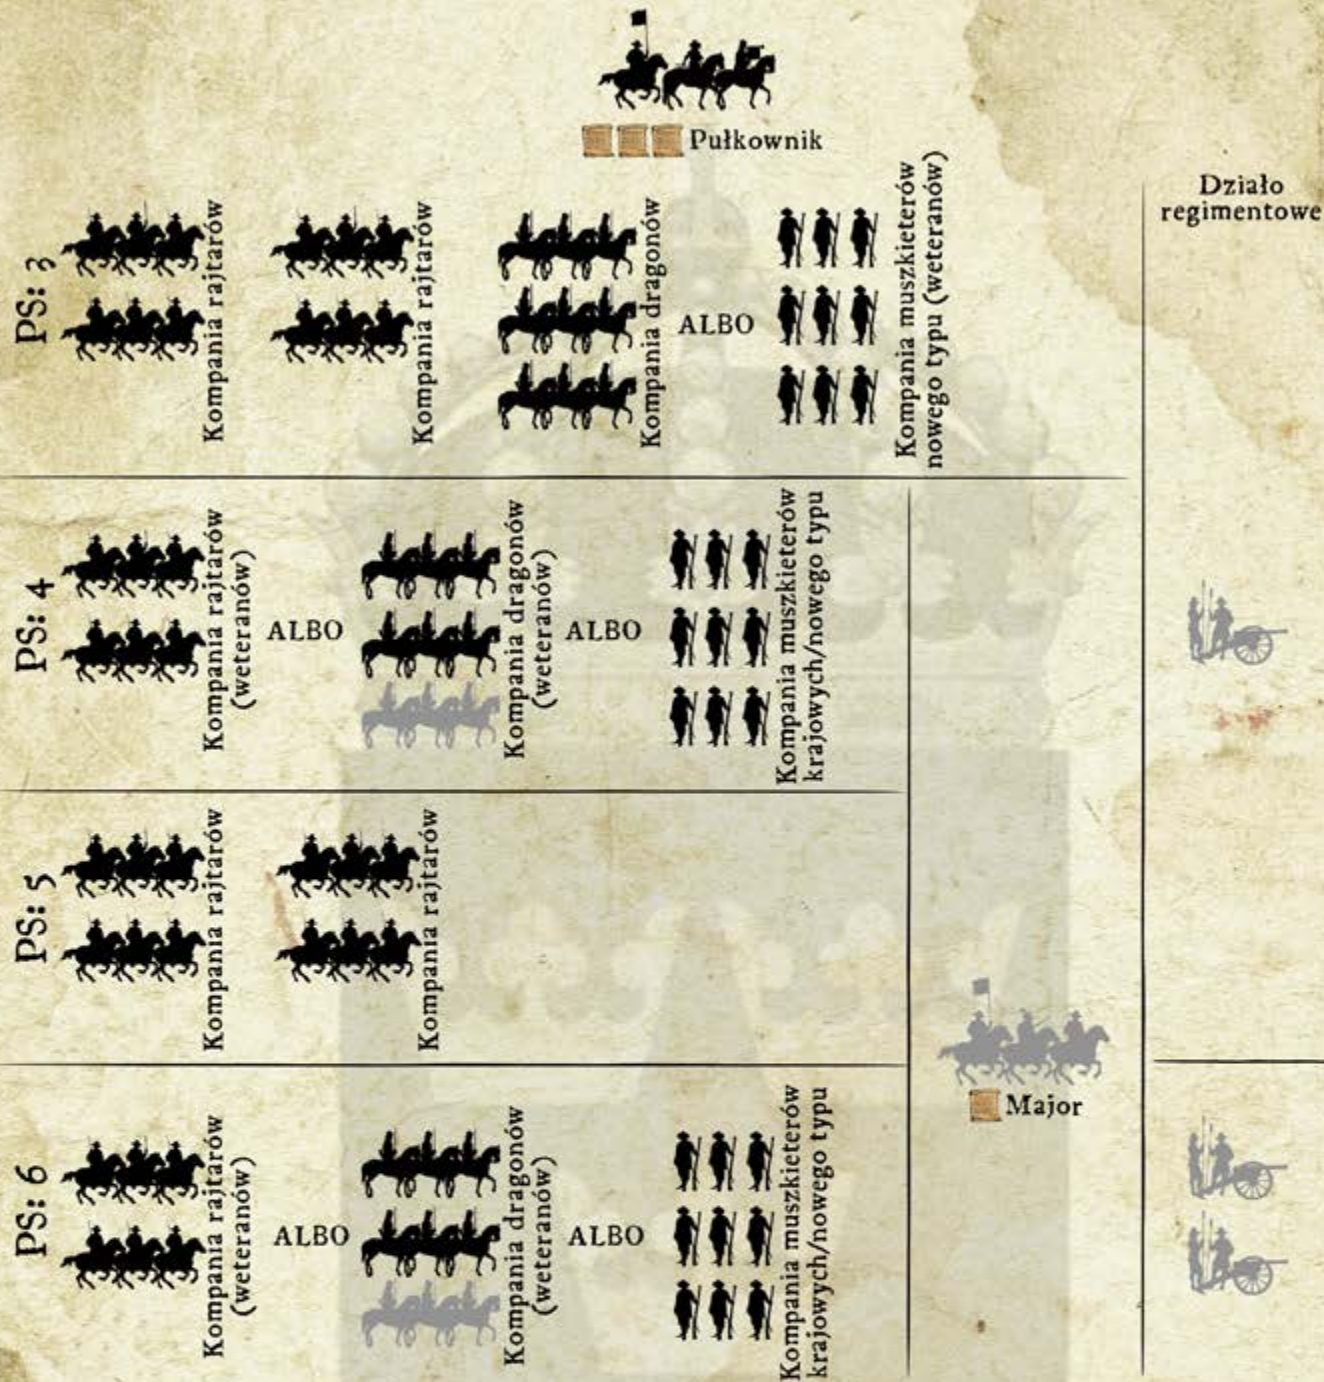 Pułkownik
Działo
regimentowe
PS: 3
Kompania rajtarów
Kompania rajtarów
Kompania dragonów
ALBO
Kompania muszkieterów
nowego typu (weteranów)
PS: 4
Kompania rajtarów
(weteranów)
ALBO
Kompania dragonów
(weteranów)
ALBO
Kompania muszkieterów
krajowych/nowego typu
PS: 5
Kompania rajtarów
Kompania rajtarów
Major
PS: 6
Kompania rajtarów
(weteranów)
ALBO
Kompania dragonów
(weteranów)
ALBO
Kompania muszkieterów
krajowych/nowego typu